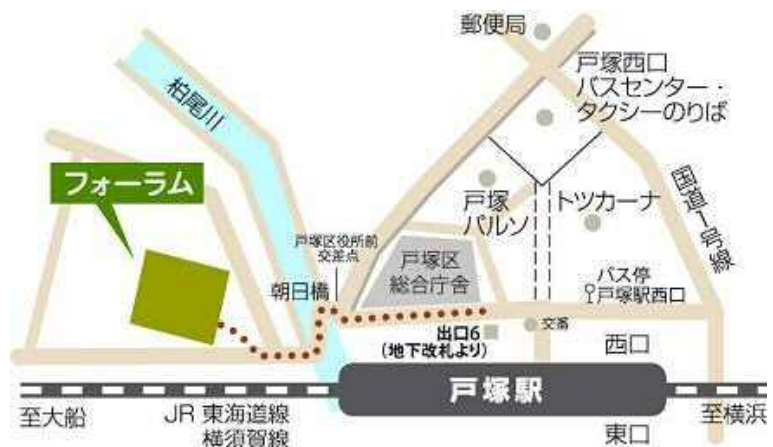 郵便局
戸塚西口
バスセンター・
タクシーのりば
柏尾川
フォーラム
戸塚
パルソ
トツカーナ
国道1号線
戸塚区役所前
交差点
戸塚区
総合庁舎
朝日橋
バス停
戸塚駅西口
出口6
(地下改札より)
交番
西口
戸塚駅
至大船
JR 東海道線
横須賀線
至横浜
東口